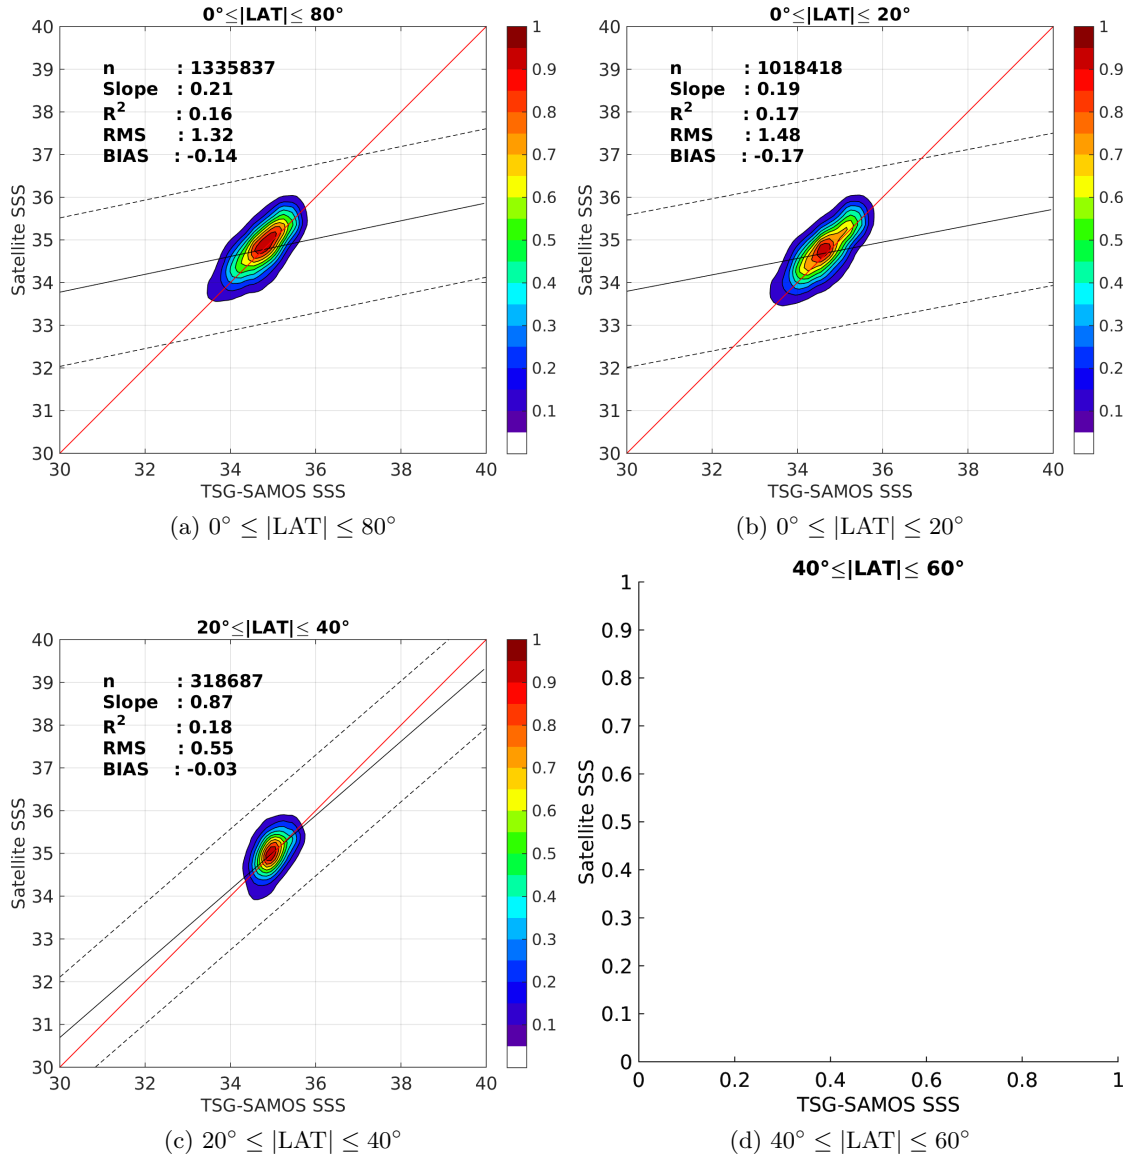 0°≤|LAT|≤ 80°
40
39
38
37
36
35
34
33
32
31
30
Satellite SSS
n : 1335837
Slope : 0.21
R² : 0.16
RMS : 1.32
BIAS : -0.14
30 32 34 36 38 40
TSG-SAMOS SSS
1
0.9
0.8
0.7
0.6
0.5
0.4
0.3
0.2
0.1
(a) 0° ≤ |LAT| ≤ 80°
0°≤|LAT|≤ 20°
40
39
38
37
36
35
34
33
32
31
30
Satellite SSS
n : 1018418
Slope : 0.19
R² : 0.17
RMS : 1.48
BIAS : -0.17
30 32 34 36 38 40
TSG-SAMOS SSS
1
0.9
0.8
0.7
0.6
0.5
0.4
0.3
0.2
0.1
(b) 0° ≤ |LAT| ≤ 20°
20°≤|LAT|≤ 40°
40
39
38
37
36
35
34
33
32
31
30
Satellite SSS
n : 318687
Slope : 0.87
R² : 0.18
RMS : 0.55
BIAS : -0.03
30 32 34 36 38 40
TSG-SAMOS SSS
1
0.9
0.8
0.7
0.6
0.5
0.4
0.3
0.2
0.1
(c) 20° ≤ |LAT| ≤ 40°
40°≤|LAT|≤ 60°
1
0.9
0.8
0.7
0.6
0.5
0.4
0.3
0.2
0.1
0
Satellite SSS
0 0.2 0.4 0.6 0.8 1
TSG-SAMOS SSS
(d) 40° ≤ |LAT| ≤ 60°